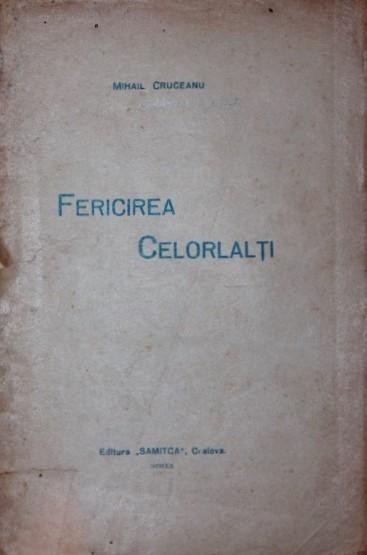 MIHAIL CRUCEANU
FERICIREA
CELORLALȚI
Editura „SAMITCA", Craiova.